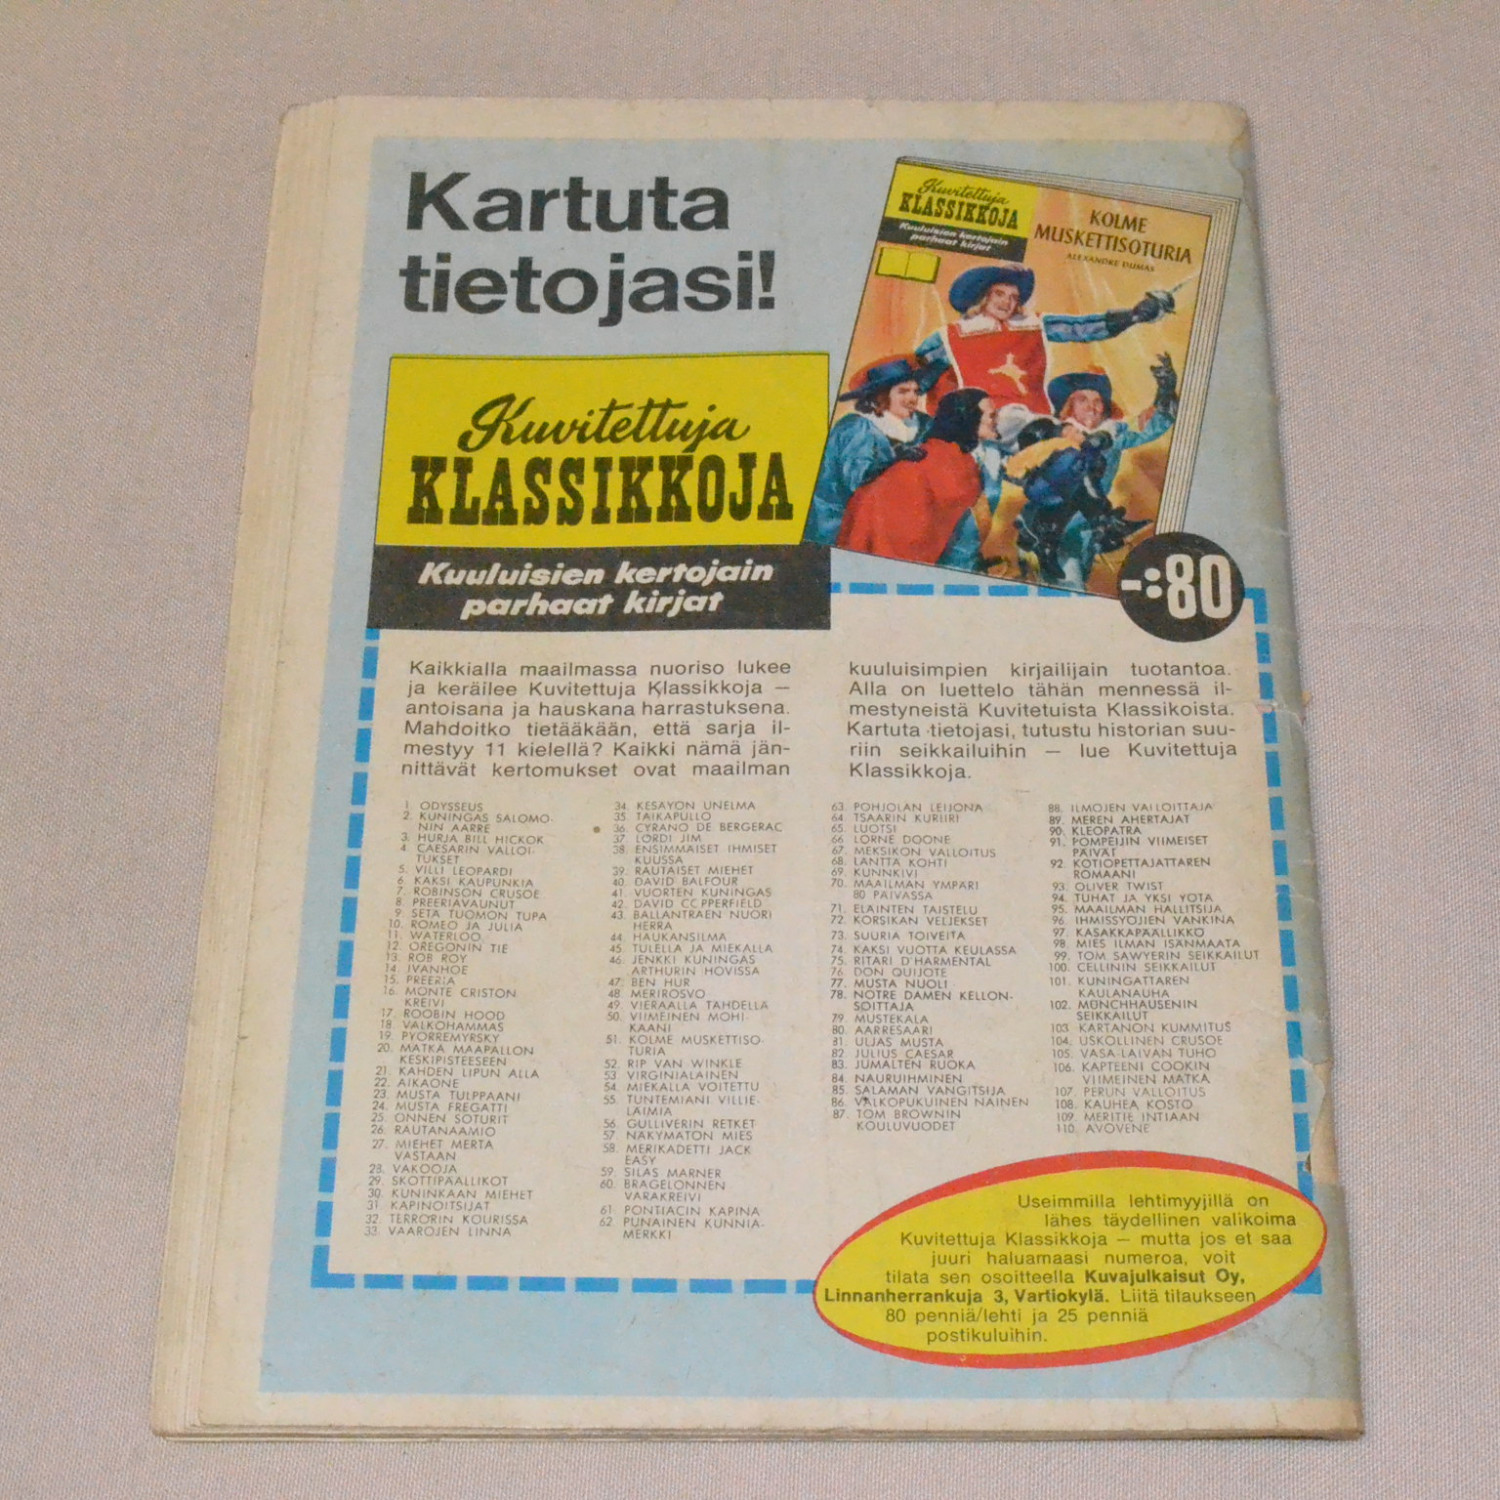 Kartuta
tietojasi!
Kuvitettuja
KLASSIKKOJA
Kuuluisien kertojain
parhaat kirjat
Kuvitettuja
KLASSIKKOJA
Kuuluisien kertojain
parhaat kirjat
KOLME
MUSKETTISOTURIA
ALEXANDRE DUMAS
-:80
Kaikkialla maailmassa nuoriso lukee
ja keräilee Kuvitettuja Klassikkoja —
antoisana ja hauskana harrastuksena.
Mahdoitko tietääkään, että sarja il-
mestyy 11 kielellä? Kaikki nämä jän-
nittävät kertomukset ovat maailman
kuuluisimpien kirjailijain tuotantoa.
Alla on luettelo tähän mennessä il-
mestyneistä Kuvitetuista Klassikoista.
Kartuta tietojasi, tutustu historian suu-
riin seikkailuihin — lue Kuvitettuja
Klassikkoja.
1. ODYSSEUS
2. KUNINGAS SALOMO-
NIN AARRE
3. HURJA BILL HICKOK
4. CAESARIN VALLOI-
TUKSET
5. VILLI LEOPARDI
6. KAKSI KAUPUNKIA
7. ROBINSON CRUSOE
8. PREERIAVAUNUT
9. SETÄ TUOMON TUPA
10. ROMEO JA JULIA
11. WATERLOO
12. OREGONIN TIE
13. ROB ROY
14. IVANHOE
15. PREERIA
16. MONTE CRISTON
KREIVI
17. ROOBIN HOOD
18. VALKOHAMMAS
19. PYÖRREMYRSKY
20. MATKA MAAPALLON
KESKIPISTEESEEN
21. KAHDEN LIPUN ALLA
22. AIKAONE
23. MUSTA TULPPAANI
24. MUSTA FREGATTI
25. ONNEN SOTURIT
26. RAUTANAAMIO
27. MIEHET MERTA
VASTAAN
28. VAKOOJA
29. SKOTTIPÄÄLLIKÖT
30. KUNINKAAN MIEHET
31. KAPINOITSIJAT
32. TERRORIN KOURISSA
33. VAAROJEN LINNA
34. KESÄYÖN UNELMA
35. TAIKAPULLO
36. CYRANO DE BERGERAC
37. LORDI JIM
38. ENSIMMÄISET IHMISET
KUUSSA
39. RAUTAISET MIEHET
40. DAVID BALFOUR
41. VUORTEN KUNINGAS
42. DAVID COPPERFIELD
43. BALLANTRAEN NUORI
HERRA
44. HAUKANSILMÄ
45. TULELLA JA MIEKALLA
46. JENKKI KUNINGAS
ARTHURIN HOVISSA
47. BEN HUR
48. MERIROSVO
49. VIERAALLA TÄHDELLÄ
50. VIIMEINEN MOHI-
KAANI
51. KOLME MUSKETTISO-
TURIA
52. RIP VAN WINKLE
53. VIRGINIALAINEN
54. MIEKALLA VOITETTU
55. TUNTEMIANI VILLIE-
LÄIMIÄ
56. GULLIVERIN RETKET
57. NÄKYMÄTÖN MIES
58. MERIKADETTI JACK
EASY
59. SILAS MARNER
60. BRAGELONNEN
VARAKREIVI
61. PONTIACIN KAPINA
62. PUNAINEN KUNNIA-
MERKKI
63. POHJOLAN LEIJONA
64. TSAARIN KURIIRI
65. LUOTSI
66. LORNE DOONE
67. MEKSIKON VALLOITUS
68. LANTTA KOHTI
69. KUNNKIVI
70. MAAILMAN YMPÄRI
80 PÄIVÄSSÄ
71. ELÄINTEN TAISTELU
72. KORSIKAN VELJEKSET
73. SUURIA TOIVEITA
74. KAKSI VUOTTA KEULASSA
75. RITARI D'HARMENTAL
76. DON QUIJOTE
77. MUSTA NUOLI
78. NOTRE DAMEN KELLON-
SOITTAJA
79. MUSTEKALA
80. AARRESAARI
81. ULJAS MUSTA
82. JULIUS CAESAR
83. JUMALTEN RUOKA
84. NAURUIHMINEN
85. SALAMAN VANGITSIJA
86. VALKOPUKUINEN NAINEN
87. TOM BROWNIN
KOULUVUODET
88. ILMOJEN VALLOITTAJA
89. MEREN AHERTAJAT
90. KLEOPATRA
91. POMPEIJIN VIIMEISET
PÄIVÄT
92. KOTIOPETTAJATTAREN
ROMAANI
93. OLIVER TWIST
94. TUHAT JA YKSI YÖTÄ
95. MAAILMAN HALLITSIJA
96. IHMISSYÖJIEN VANKINA
97. KASAKKAPÄÄLLIKKÖ
98. MIES ILMAN ISÄNMAATA
99. TOM SAWYERIN SEIKKAILUT
100. CELLININ SEIKKAILUT
101. KUNINGATTAREN
KAULANAUHA
102. MÜNCHHAUSENIN
SEIKKAILUT
103. KARTANON KUMMITUS
104. USKOLLINEN CRUSOE
105. VASA-LAIVAN TUHO
106. KAPTEENI COOKIN
VIIMEINEN MATKA
107. PERUN VALLOITUS
108. KAUHEA KOSTO
109. MERITIE INTIAAN
110. AVOVENE
Useimmilla lehtimyyjillä on
lähes täydellinen valikoima
Kuvitettuja Klassikkoja — mutta jos et saa
juuri haluamaasi numeroa, voit
tilata sen osoitteella Kuvajulkaisut Oy,
Linnanherrankuja 3, Vartiokylä. Liitä tilaukseen
80 penniä/lehti ja 25 penniä
postikuluihin.